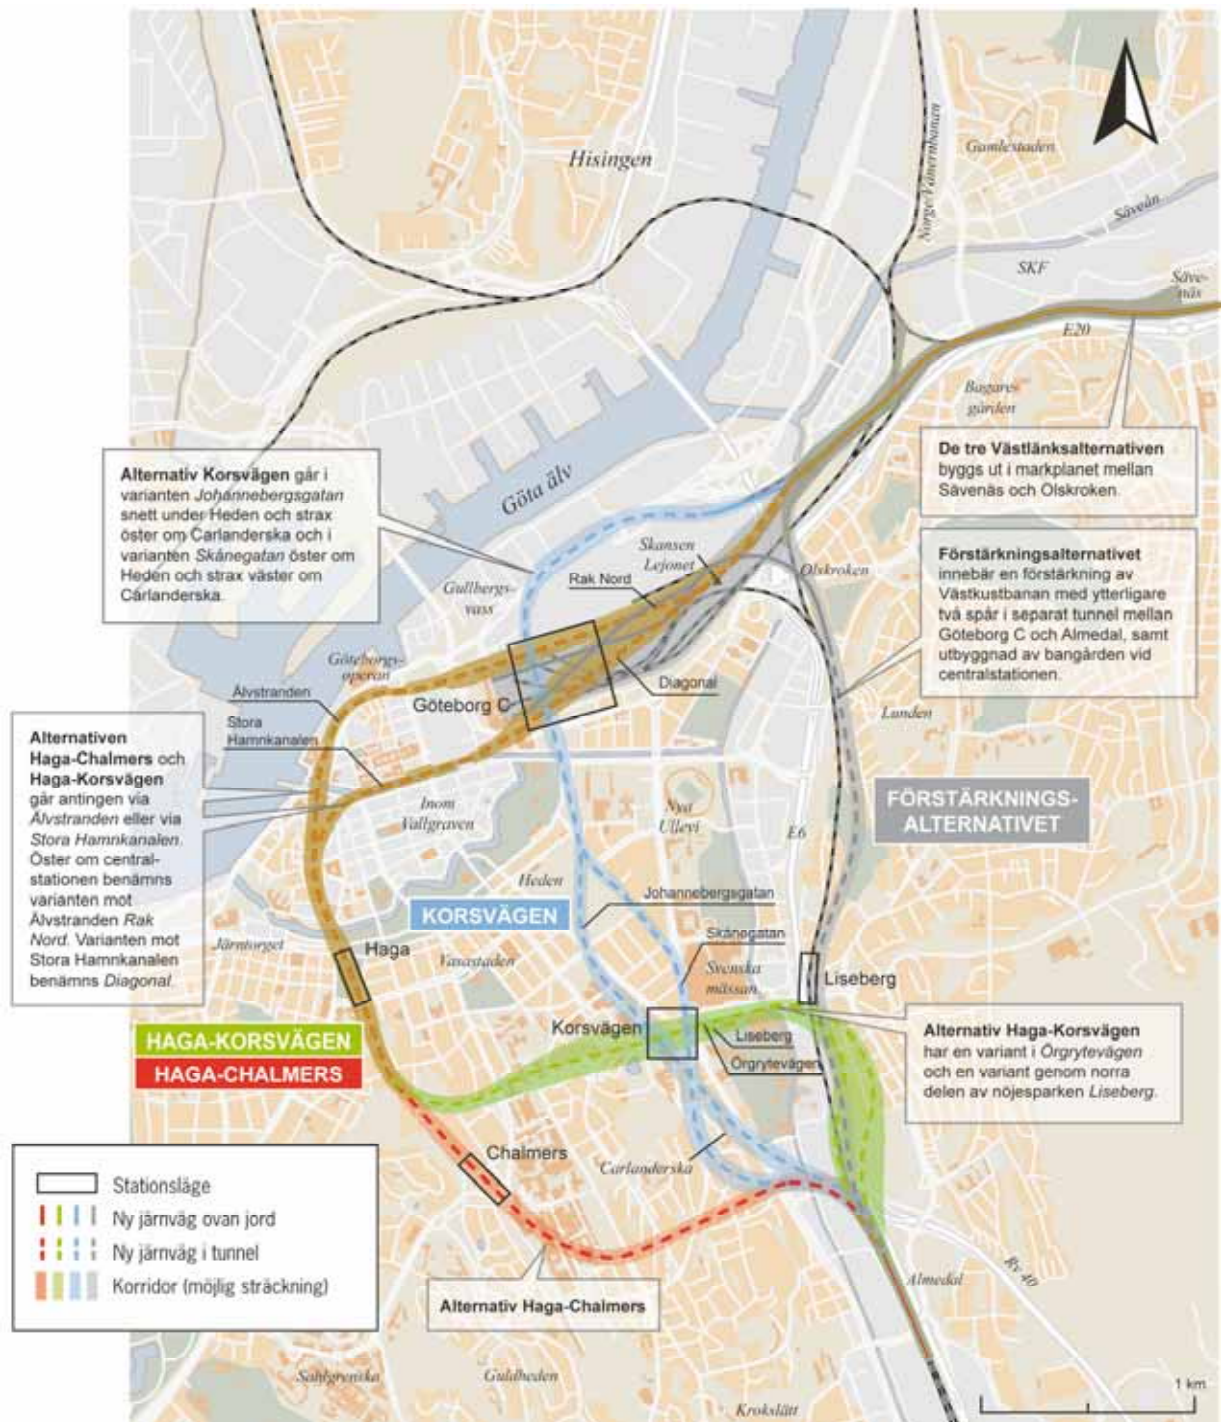 Hisingen
Norge/Vänernbanan
Gamlestaden
Säveån
SKF
Säve-
näs
E20
Bagare-
gården
De tre Västlänksalternativen
byggs ut i markplanet mellan
Sävenäs och Olskroken.
Alternativ Korsvägen går i
varianten Johannebergsgatan
snett under Heden och strax
öster om Carlanderska och i
varianten Skånegatan öster om
Heden och strax väster om
Carlanderska.
Göta älv
Skansen
Lejonet
Rak Nord
Olskroken
Gullbergs-
vass
Förstärkningsalternativet
innebär en förstärkning av
Västkustbanan med ytterligare
två spår i separat tunnel mellan
Göteborg C och Almedal, samt
utbyggnad av bangården vid
centralstationen.
Göteborgs-
operan
Älvstranden
Göteborg C
Diagonal
Stora
Hamnkanalen
Lunden
Alternativen
Haga-Chalmers och
Haga-Korsvägen
går antingen via
Älvstranden eller via
Stora Hamnkanalen.
Öster om central-
stationen benämns
varianten mot
Älvstranden Rak
Nord. Varianten mot
Stora Hamnkanalen
benämns Diagonal.
Inom
Vallgraven
Nya
Ullevi
E6
FÖRSTÄRKNINGS-
ALTERNATIVET
Heden
Johannebergsgatan
KORSVÄGEN
Skånegatan
Järntorget
Haga
Vasastaden
Svenska
mässan
Liseberg
Korsvägen
Liseberg
Örgrytevägen
HAGA-KORSVÄGEN
HAGA-CHALMERS
Alternativ Haga-Korsvägen
har en variant i Örgrytevägen
och en variant genom norra
delen av nöjesparken Liseberg.
Chalmers
Carlanderska
Stationsläge
Ny järnväg ovan jord
Ny järnväg i tunnel
Korridor (möjlig sträckning)
Alternativ Haga-Chalmers
Almedal
Rv 40
Sahlgrenska
Guldheden
Krokslätt
1 km